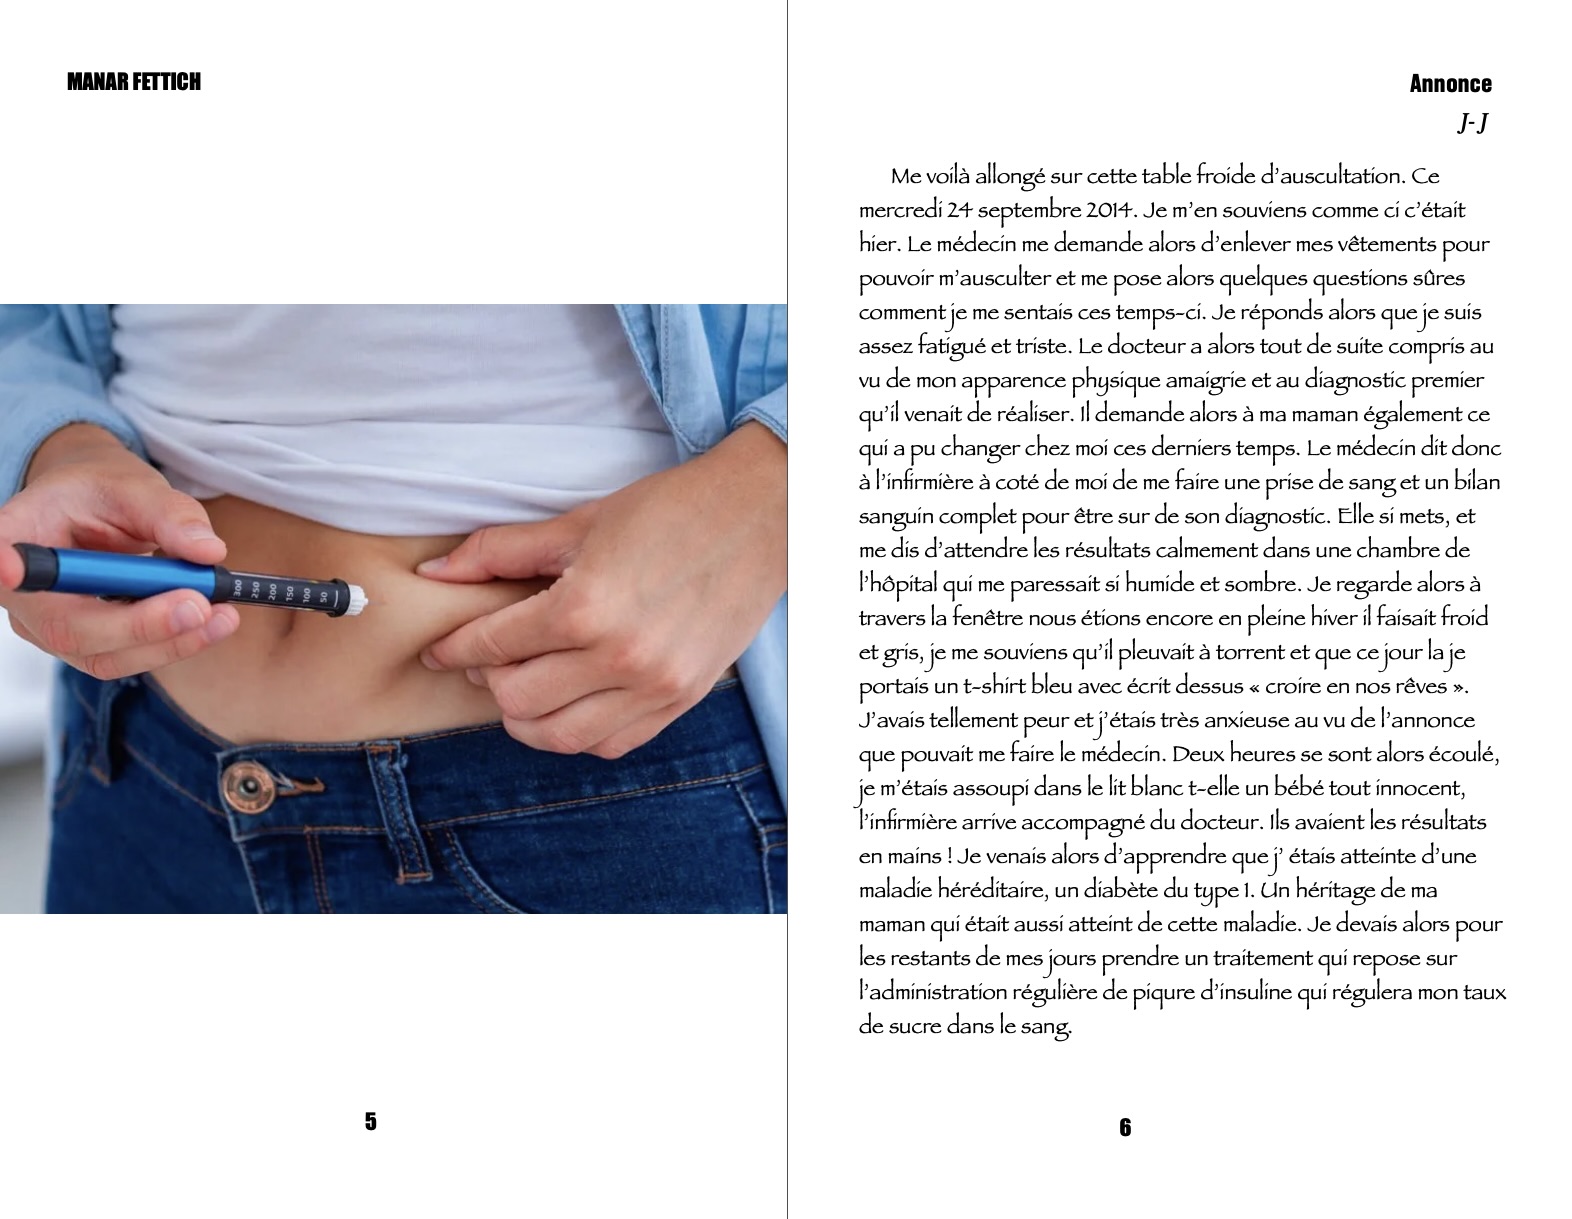 MANAR FETTICH
300
250
200
150
100
50
5
Annonce
J-J
Me voilà allongé sur cette table froide d’auscultation. Ce
mercredi 24 septembre 2014. Je m’en souviens comme ci c’était
hier. Le médecin me demande alors d’enlever mes vêtements pour
pouvoir m’ausculter et me pose alors quelques questions sûres
comment je me sentais ces temps-ci. Je réponds alors que je suis
assez fatigué et triste. Le docteur a alors tout de suite compris au
vu de mon apparence physique amaigrie et au diagnostic premier
qu’il venait de réaliser. Il demande alors à ma maman également ce
qui a pu changer chez moi ces derniers temps. Le médecin dit donc
à l’infirmière à coté de moi de me faire une prise de sang et un bilan
sanguin complet pour être sur de son diagnostic. Elle si mets, et
me dis d’attendre les résultats calmement dans une chambre de
l’hôpital qui me paressait si humide et sombre. Je regarde alors à
travers la fenêtre nous étions encore en pleine hiver il faisait froid
et gris, je me souviens qu’il pleuvait à torrent et que ce jour la je
portais un t-shirt bleu avec écrit dessus « croire en nos rêves ».
J’avais tellement peur et j’étais très anxieuse au vu de l’annonce
que pouvait me faire le médecin. Deux heures se sont alors écoulé,
je m’étais assoupi dans le lit blanc t-elle un bébé tout innocent,
l’infirmière arrive accompagné du docteur. Ils avaient les résultats
en mains ! Je venais alors d’apprendre que j’ étais atteinte d’une
maladie héréditaire, un diabète du type 1. Un héritage de ma
maman qui était aussi atteint de cette maladie. Je devais alors pour
les restants de mes jours prendre un traitement qui repose sur
l’administration régulière de piqure d’insuline qui régulera mon taux
de sucre dans le sang.
6